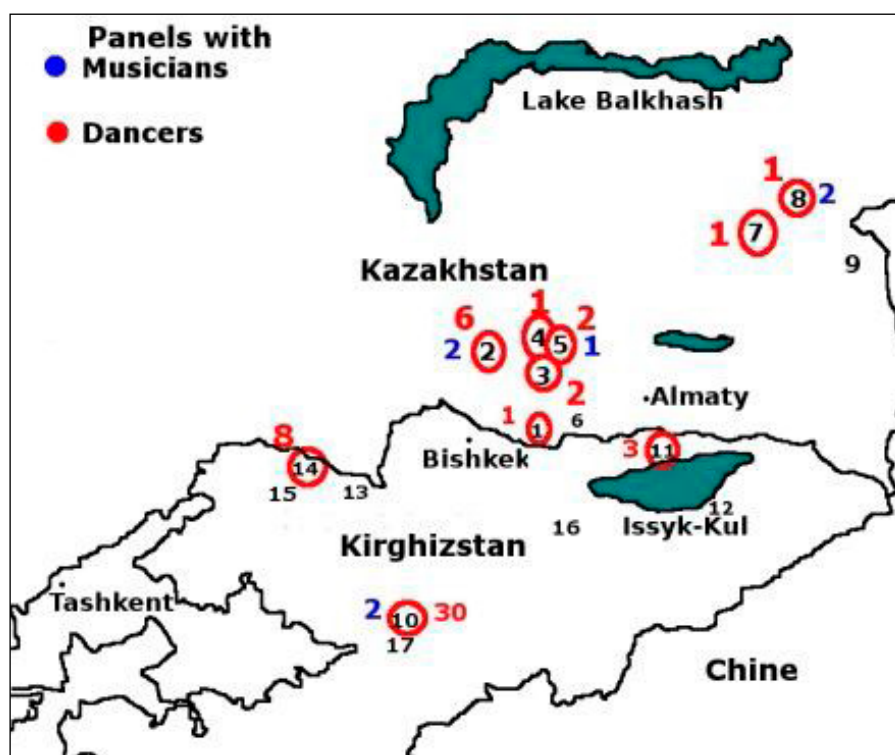 Panels with
Musicians
Dancers
Lake Balkhash
1
8 2
1 7
9
Kazakhstan
1
6 4 2
2 2 5 1
3
2
Almaty
1 1 6
Bishkek
8
14
3 11
15 13
12
16 Issyk-Kul
Kirghizstan
Tashkent
2 10 30
17
Chine